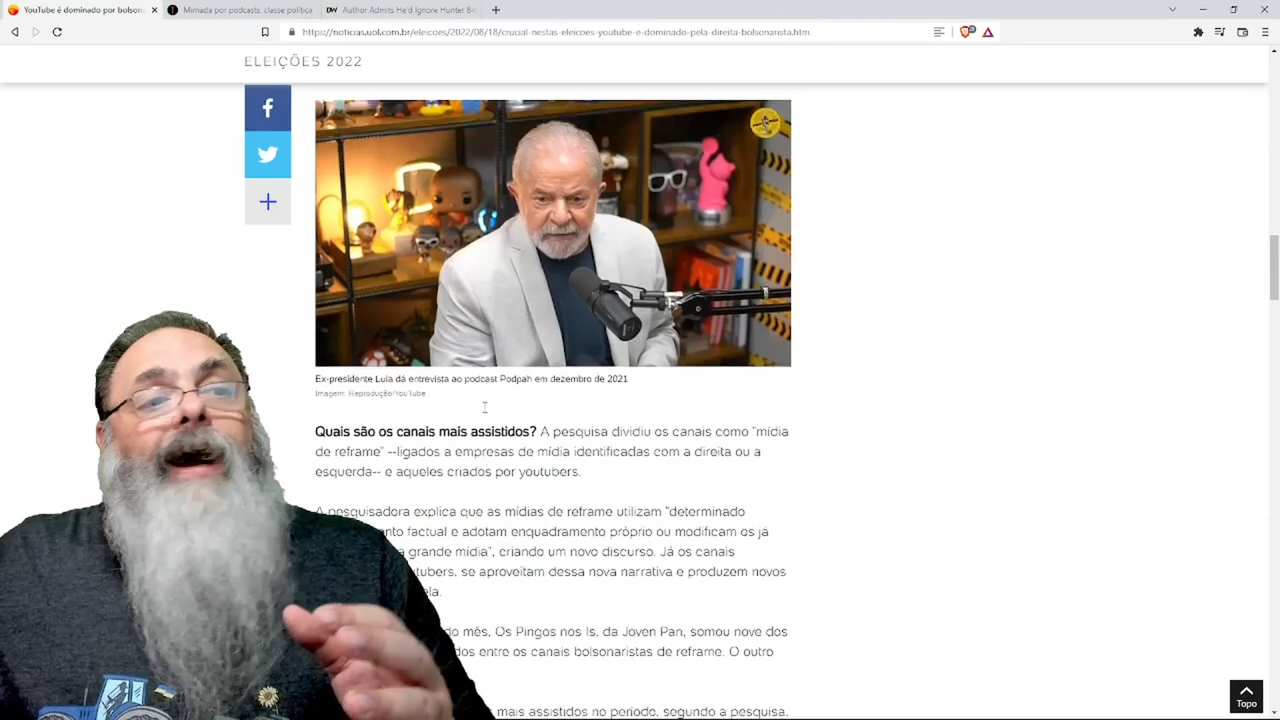 YouTube é dominado por bolson
Mimada por podcasts, classe política
Author Admits He'd Ignore Hunter Bi
https://noticias.uol.com.br/eleicoes/2022/08/18/crucial-nestas-eleicoes-youtube-e-dominado-pela-direita-bolsonarista.htm
ELEIÇÕES 2022
Ex-presidente Lula dá entrevista ao podcast Podpah em dezembro de 2021
Imagem: Reprodução/YouTube
Quais são os canais mais assistidos? A pesquisa dividiu os canais como "mídia
de reframe" --ligados a empresas de mídia identificadas com a direita ou a
esquerda-- e aqueles criados por youtubers.
A pesquisadora explica que as mídias de reframe utilizam "determinado
nto factual e adotam enquadramento próprio ou modificam os já
a grande mídia", criando um novo discurso. Já os canais
tubers, se aproveitam dessa nova narrativa e produzem novos
ela.
do mês, Os Pingos nos Is, da Joven Pan, somou nove dos
dos entre os canais bolsonaristas de reframe. O outro
mais assistidos no período, segundo a pesquisa,
Topo